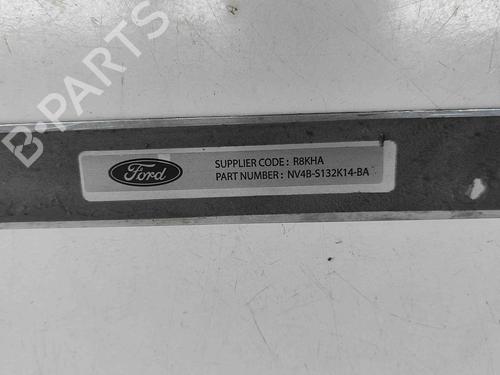 B-PARTS
Ford
SUPPLIER CODE : R8KHA
PART NUMBER : NV4B-S132K14-BA